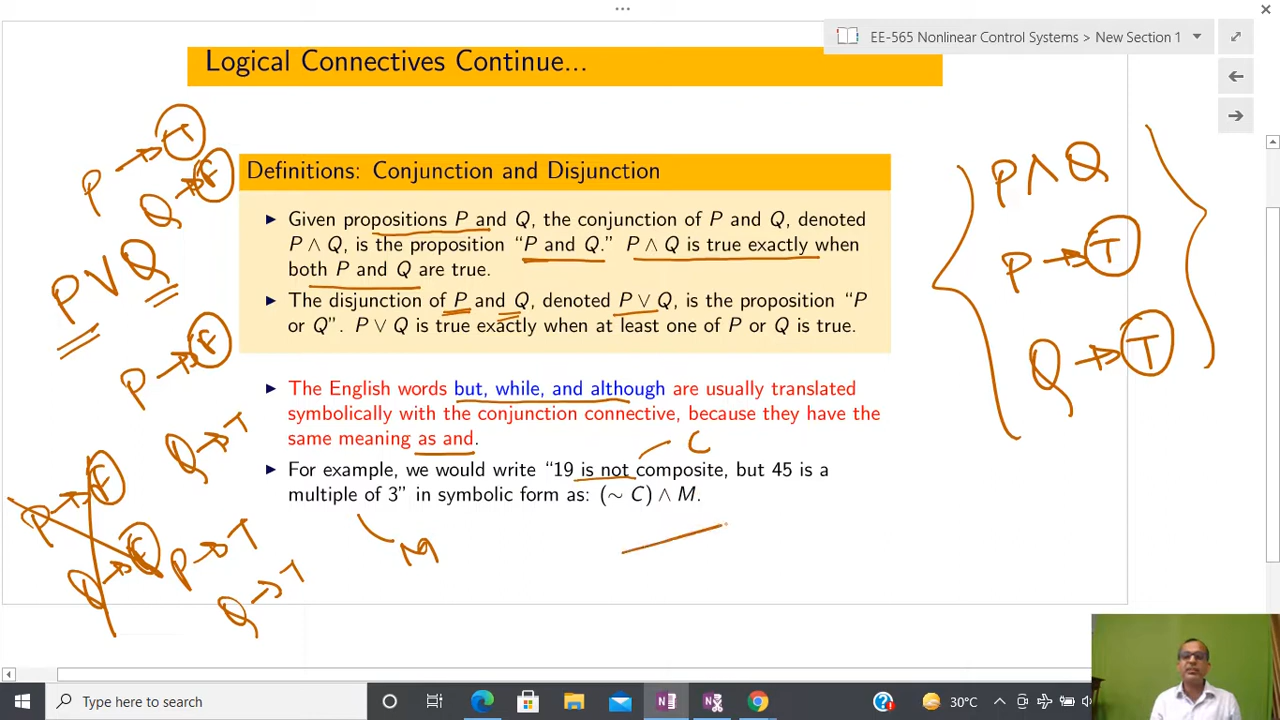 EE-565 Nonlinear Control Systems > New Section 1
Logical Connectives Continue...
Definitions: Conjunction and Disjunction
▶ Given propositions P and Q, the conjunction of P and Q, denoted
P ∧ Q, is the proposition “P and Q.” P ∧ Q is true exactly when
both P and Q are true.
▶ The disjunction of P and Q, denoted P ∨ Q, is the proposition “P
or Q”. P ∨ Q is true exactly when at least one of P or Q is true.
▶ The English words but, while, and although are usually translated
symbolically with the conjunction connective, because they have the
same meaning as and.
▶ For example, we would write “19 is not composite, but 45 is a
multiple of 3” in symbolic form as: (∼ C) ∧ M.
P → T
Q → F
P ∨ Q
P → F
Q → T
P → F
Q → F
P → T
Q → T
C
M
P ∧ Q
P → T
Q → T
Type here to search
30°C